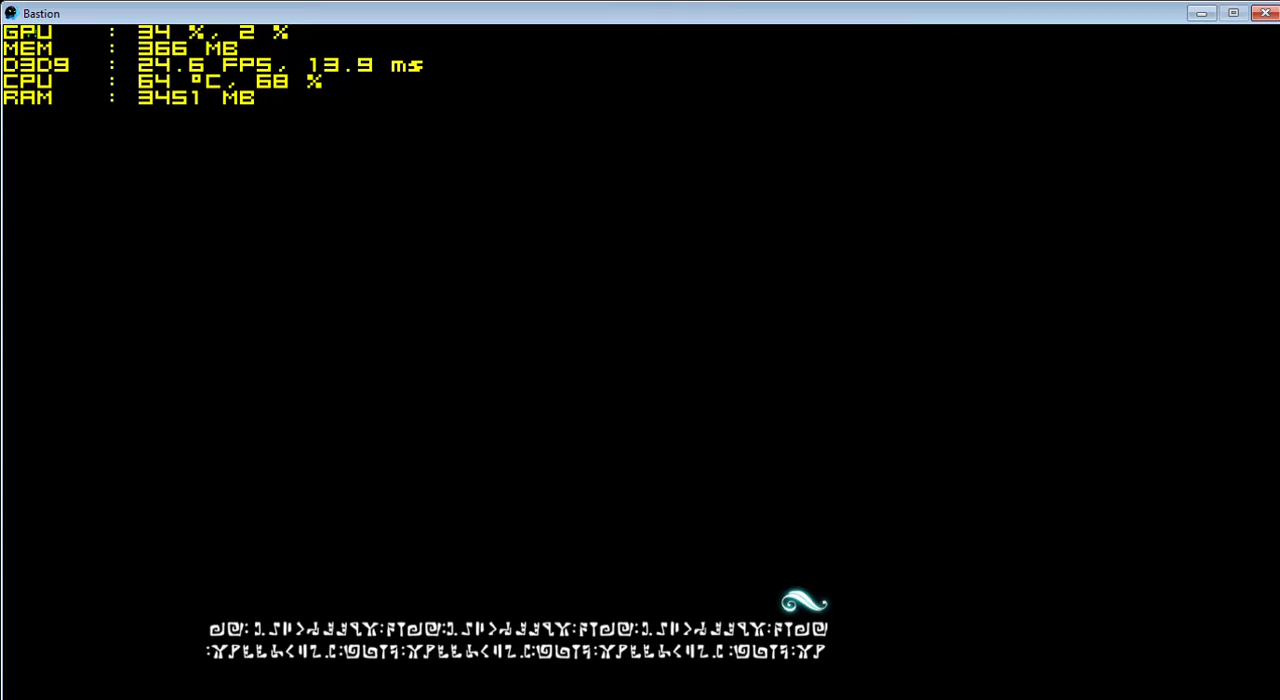 Bastion
GPU : 34 %, 2 %
MEM : 366 MB
D3D9 : 24.6 FPS, 13.9 ms
CPU : 64 °C, 68 %
RAM : 3451 MB